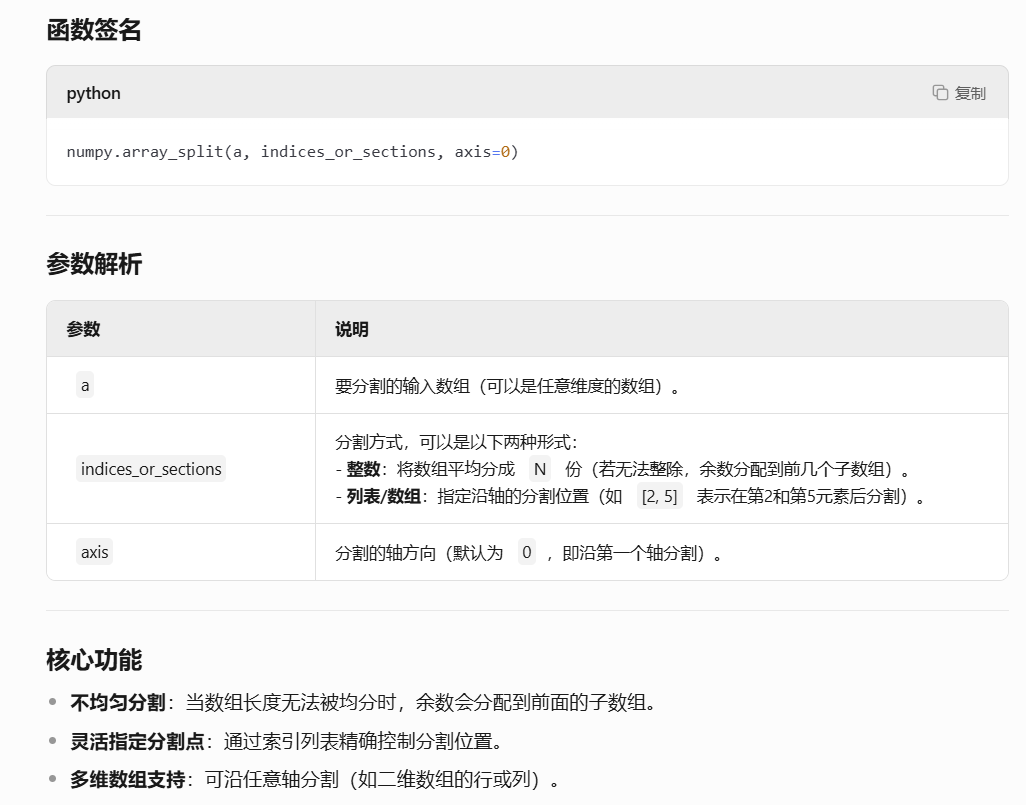 函数签名
python
复制
numpy.array_split(a, indices_or_sections, axis=0)
参数解析
参数 说明
a 要分割的输入数组（可以是任意维度的数组）。
分割方式，可以是以下两种形式：
indices_or_sections - 整数：将数组平均分成 N 份（若无法整除，余数分配到前几个子数组）。
- 列表/数组：指定沿轴的分割位置（如 [2, 5] 表示在第2和第5元素后分割）。
axis 分割的轴方向（默认为 0 ，即沿第一个轴分割）。
核心功能
• 不均匀分割：当数组长度无法被均分时，余数会分配到前面的子数组。
• 灵活指定分割点：通过索引列表精确控制分割位置。
• 多维数组支持：可沿任意轴分割（如二维数组的行或列）。